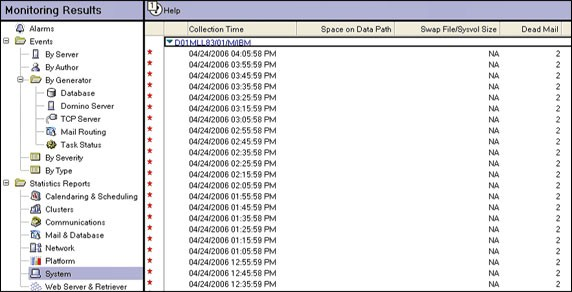 Monitoring Results
Help
Alarms
Events
By Server
By Author
By Generator
Database
Domino Server
TCP Server
Mail Routing
Task Status
By Severity
By Type
Statistics Reports
Calendaring & Scheduling
Clusters
Communications
Mail & Database
Network
Platform
System
Web Server & Retriever
Collection Time Space on Data Path Swap File/Sysvol Size Dead Mail
D01MLL83/01/M/IBM
04/24/2006 04:05:58 PM NA 2
04/24/2006 03:55:59 PM NA 2
04/24/2006 03:45:59 PM NA 2
04/24/2006 03:35:58 PM NA 2
04/24/2006 03:25:59 PM NA 2
04/24/2006 03:15:59 PM NA 2
04/24/2006 03:05:58 PM NA 2
04/24/2006 02:55:58 PM NA 2
04/24/2006 02:45:59 PM NA 2
04/24/2006 02:35:58 PM NA 2
04/24/2006 02:25:59 PM NA 2
04/24/2006 02:15:59 PM NA 2
04/24/2006 02:05:59 PM NA 2
04/24/2006 01:55:58 PM NA 2
04/24/2006 01:45:59 PM NA 2
04/24/2006 01:35:58 PM NA 2
04/24/2006 01:25:59 PM NA 2
04/24/2006 01:15:59 PM NA 2
04/24/2006 01:05:58 PM NA 2
04/24/2006 12:55:59 PM NA 2
04/24/2006 12:45:58 PM NA 2
04/24/2006 12:35:59 PM NA 2